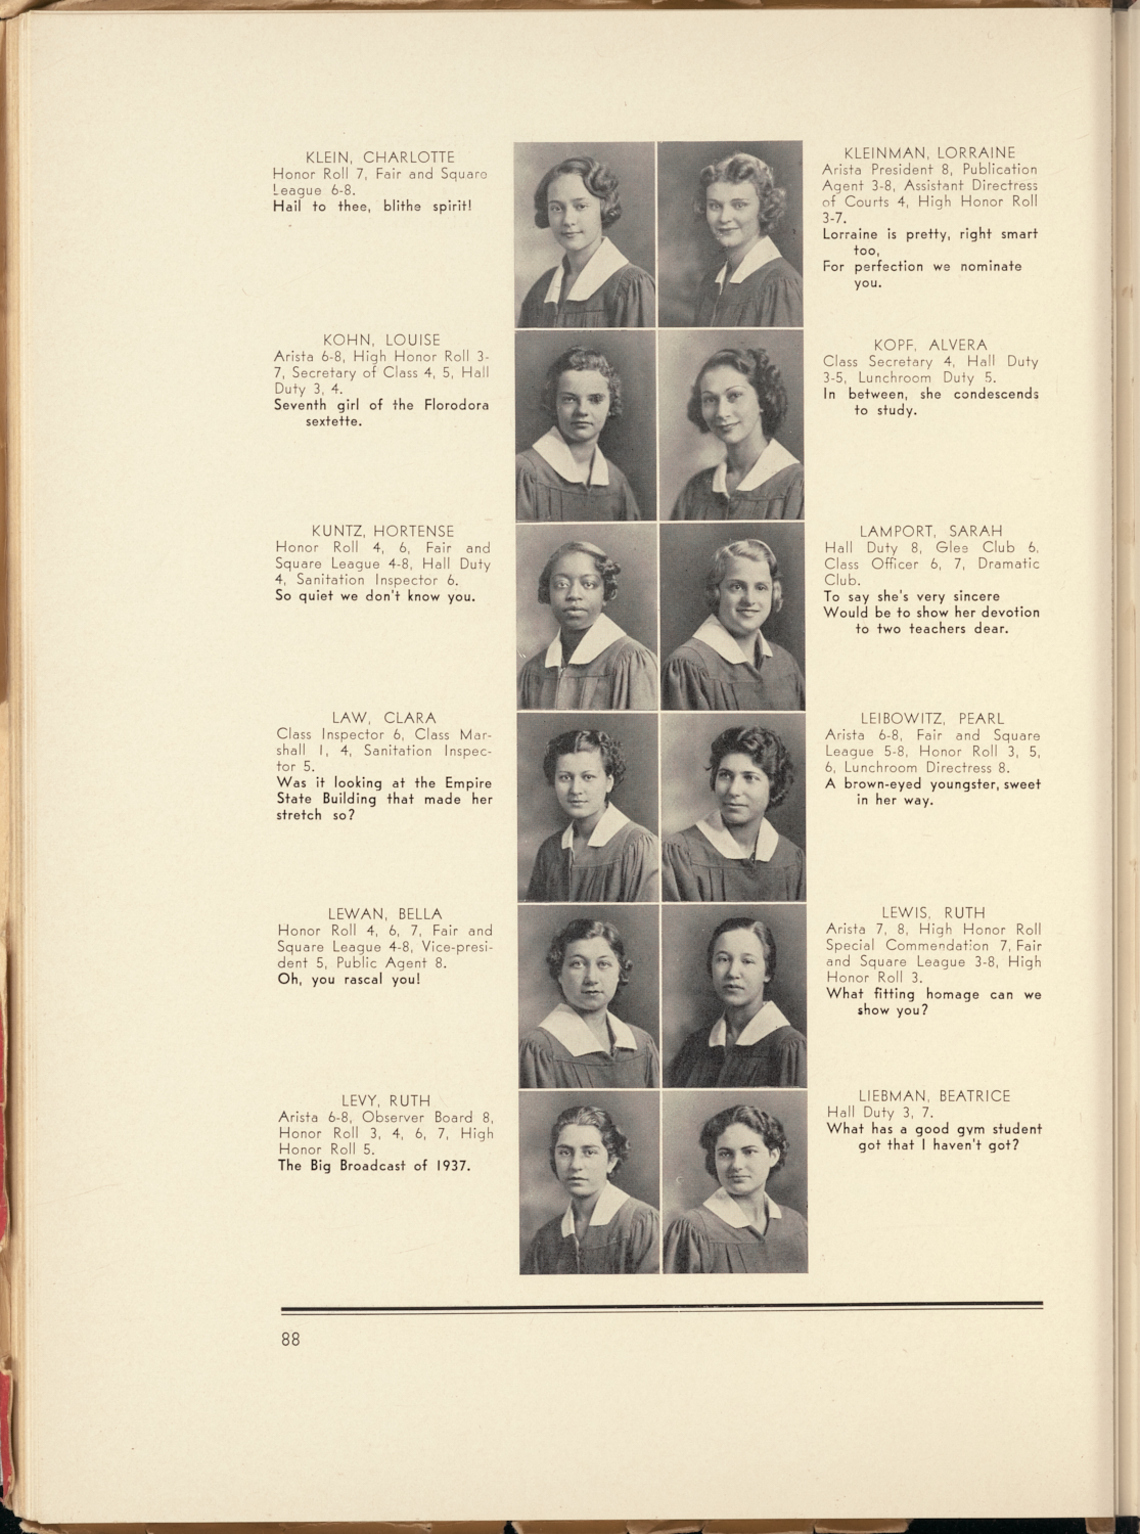 KLEIN, CHARLOTTE
Honor Roll 7, Fair and Square
League 6-8.
Hail to thee, blithe spirit!
KLEINMAN, LORRAINE
Arista President 8, Publication
Agent 3-8, Assistant Directress
of Courts 4, High Honor Roll
3-7.
Lorraine is pretty, right smart
too,
For perfection we nominate
you.
KOHN, LOUISE
Arista 6-8, High Honor Roll 3-
7, Secretary of Class 4, 5, Hall
Duty 3, 4.
Seventh girl of the Florodora
sextette.
KOPF, ALVERA
Class Secretary 4, Hall Duty
3-5, Lunchroom Duty 5.
In between, she condescends
to study.
KUNTZ, HORTENSE
Honor Roll 4, 6, Fair and
Square League 4-8, Hall Duty
4, Sanitation Inspector 6.
So quiet we don't know you.
LAMPORT, SARAH
Hall Duty 8, Glee Club 6,
Class Officer 6, 7, Dramatic
Club.
To say she's very sincere
Would be to show her devotion
to two teachers dear.
LAW, CLARA
Class Inspector 6, Class Mar-
shall 1, 4, Sanitation Inspec-
tor 5.
Was it looking at the Empire
State Building that made her
stretch so?
LEIBOWITZ, PEARL
Arista 6-8, Fair and Square
League 5-8, Honor Roll 3, 5,
6, Lunchroom Directress 8.
A brown-eyed youngster, sweet
in her way.
LEWAN, BELLA
Honor Roll 4, 6, 7, Fair and
Square League 4-8, Vice-presi-
dent 5, Public Agent 8.
Oh, you rascal you!
LEWIS, RUTH
Arista 7, 8, High Honor Roll
Special Commendation 7, Fair
and Square League 3-8, High
Honor Roll 3.
What fitting homage can we
show you?
LEVY, RUTH
Arista 6-8, Observer Board 8,
Honor Roll 3, 4, 6, 7, High
Honor Roll 5.
The Big Broadcast of 1937.
LIEBMAN, BEATRICE
Hall Duty 3, 7.
What has a good gym student
got that I haven't got?
88